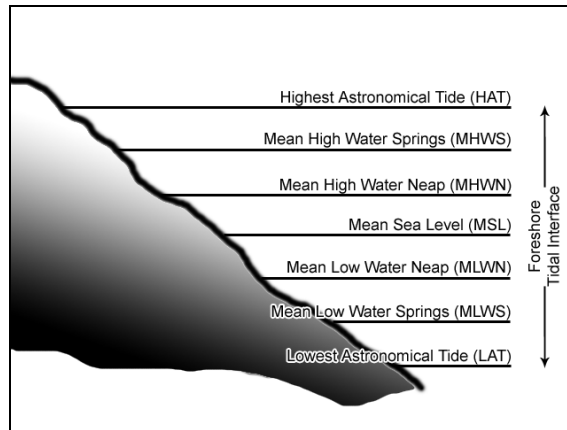 Highest Astronomical Tide (HAT)
Mean High Water Springs (MHWS)
Mean High Water Neap (MHWN)
Mean Sea Level (MSL)
Mean Low Water Neap (MLWN)
Mean Low Water Springs (MLWS)
Lowest Astronomical Tide (LAT)
Foreshore
Tidal Interface